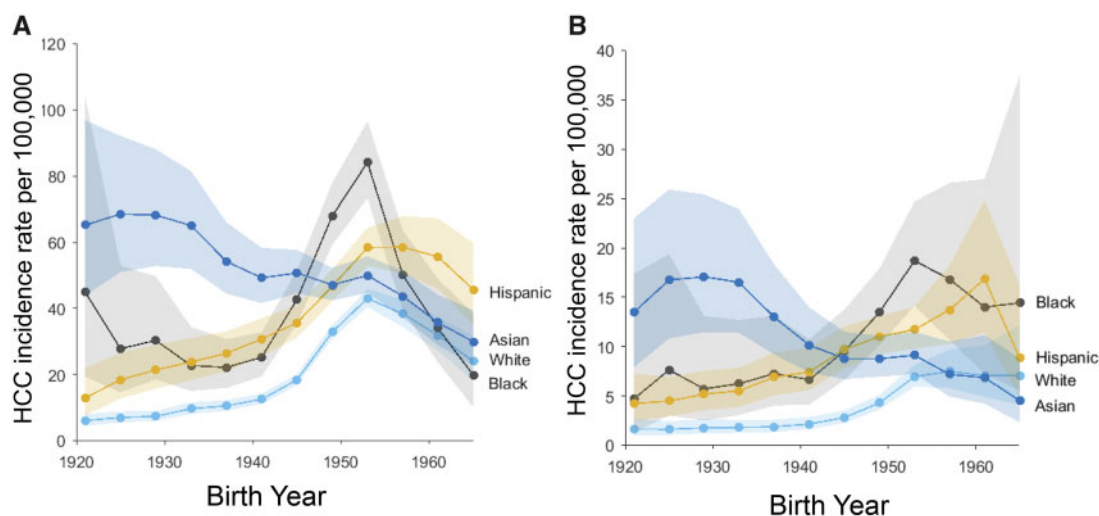 A
HCC incidence rate per 100,000
120
100
80
60
40
20
0
1920
1930
1940
1950
1960
Birth Year
Hispanic
Asian
White
Black
B
HCC incidence rate per 100,000
40
35
30
25
20
15
10
5
0
1920
1930
1940
1950
1960
Birth Year
Black
Hispanic
White
Asian